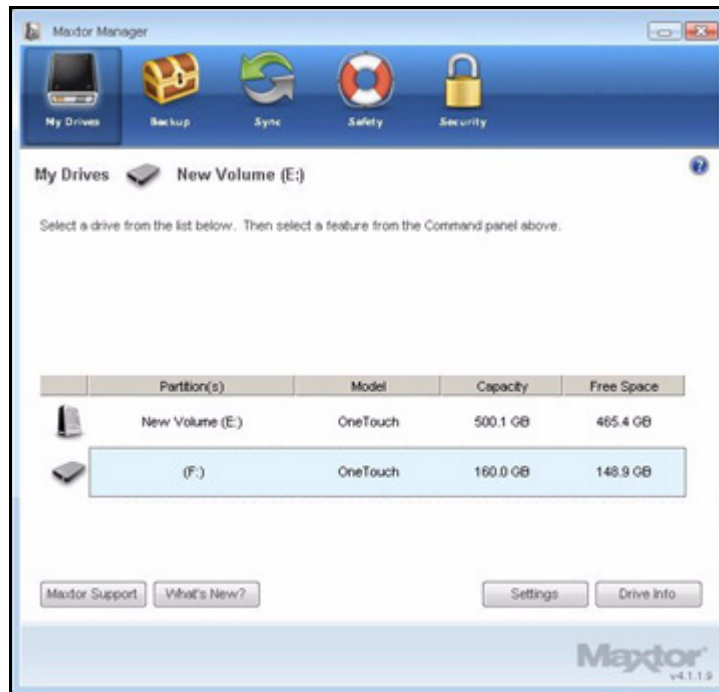 Maxtor Manager
My Drives Backup Sync Safety Security
My Drives New Volume (E:)
Select a drive from the list below. Then select a feature from the Command panel above.
Partition(s) Model Capacity Free Space
New Volume (E:) OneTouch 500.1 GB 465.4 GB
(F:) OneTouch 160.0 GB 148.9 GB
Maxtor Support What's New? Settings Drive Info
Maxtor
v4.1.1.9